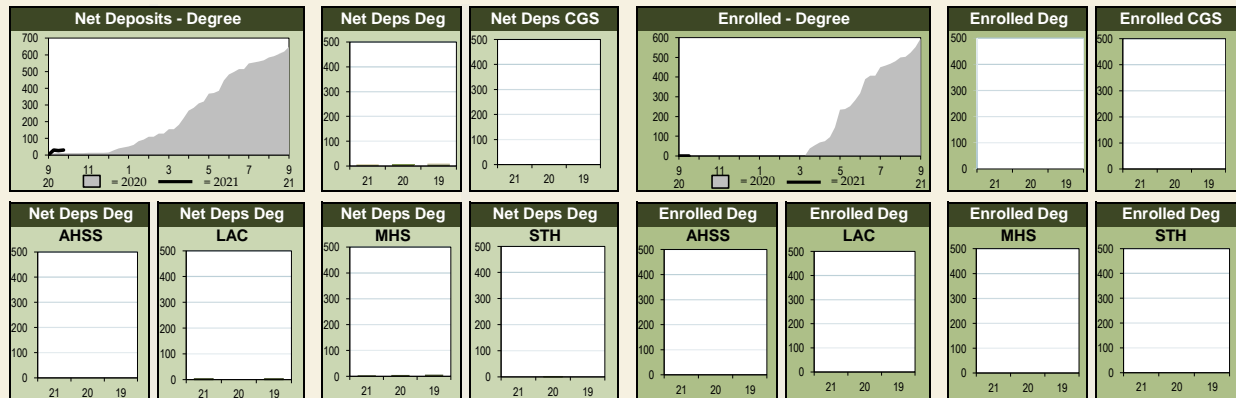 Net Deposits - Degree
700
600
500
400
300
200
100
0
9 11 1 3 5 7 9
20 21
= 2020 = 2021
Net Deps Deg
500
400
300
200
100
0
21 20 19
Net Deps CGS
500
400
300
200
100
0
21 20 19
Enrolled - Degree
600
500
400
300
200
100
0
9 11 1 3 5 7 9
20 21
= 2020 = 2021
Enrolled Deg
500
400
300
200
100
0
21 20 19
Enrolled CGS
500
400
300
200
100
0
21 20 19
Net Deps Deg
AHSS
500
400
300
200
100
0
21 20 19
Net Deps Deg
LAC
500
400
300
200
100
0
21 20 19
Net Deps Deg
MHS
500
400
300
200
100
0
21 20 19
Net Deps Deg
STH
500
400
300
200
100
0
21 20 19
Enrolled Deg
AHSS
500
400
300
200
100
0
21 20 19
Enrolled Deg
LAC
500
400
300
200
100
0
21 20 19
Enrolled Deg
MHS
500
400
300
200
100
0
21 20 19
Enrolled Deg
STH
500
400
300
200
100
0
21 20 19